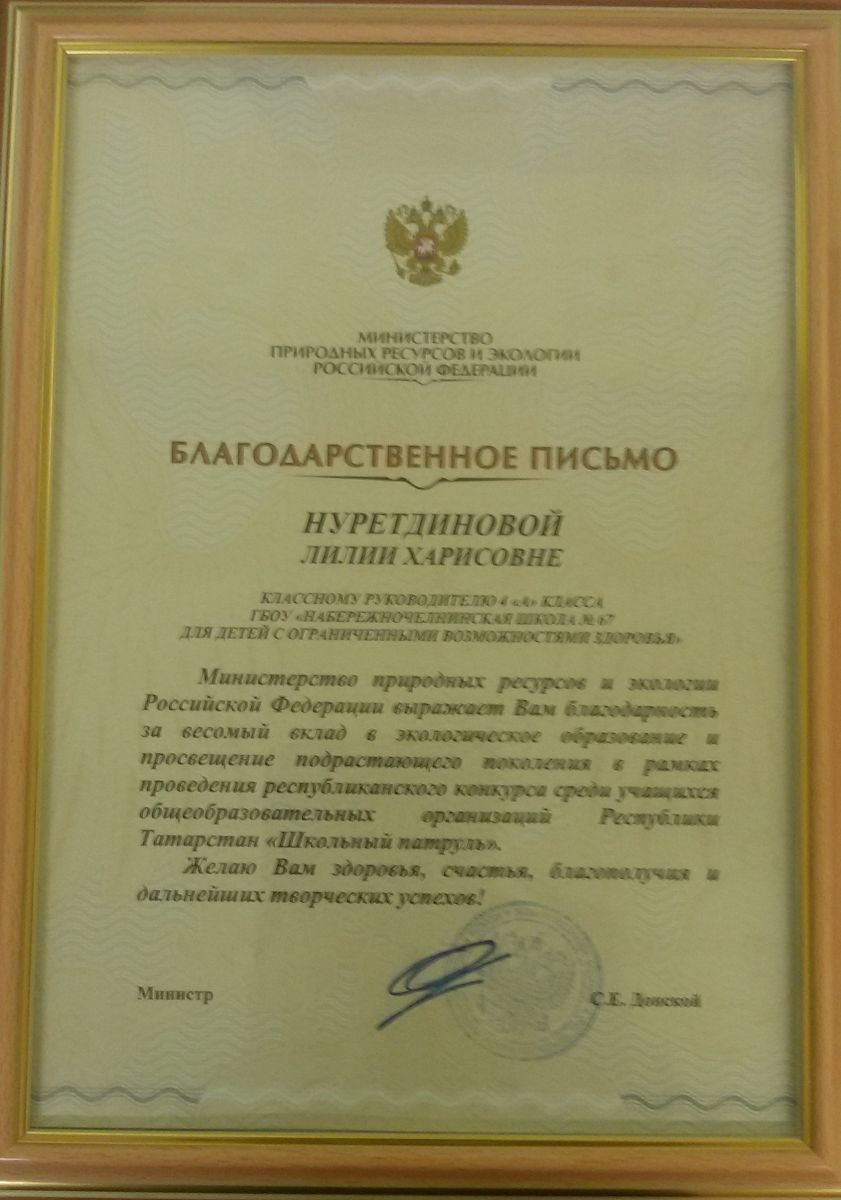 МИНИСТЕРСТВО
ПРИРОДНЫХ РЕСУРСОВ И ЭКОЛОГИИ
РОССИЙСКОЙ ФЕДЕРАЦИИ
БЛАГОДАРСТВЕННОЕ ПИСЬМО
НУРЕТДИНОВОЙ
ЛИЛИИ ХАРИСОВНЕ
КЛАССНОМУ РУКОВОДИТЕЛЮ 4 «А» КЛАССА
ГБОУ «НАБЕРЕЖНОЧЕЛНИНСКАЯ ШКОЛА № 67
ДЛЯ ДЕТЕЙ С ОГРАНИЧЕННЫМИ ВОЗМОЖНОСТЯМИ ЗДОРОВЬЯ»
Министерство природных ресурсов и экологии
Российской Федерации выражает Вам благодарность
за весомый вклад в экологическое образование и
просвещение подрастающего поколения в рамках
проведения республиканского конкурса среди учащихся
общеобразовательных организаций Республики
Татарстан «Школьный патруль».
Желаю Вам здоровья, счастья, благополучия и
дальнейших творческих успехов!
Министр
С.Е. Донской